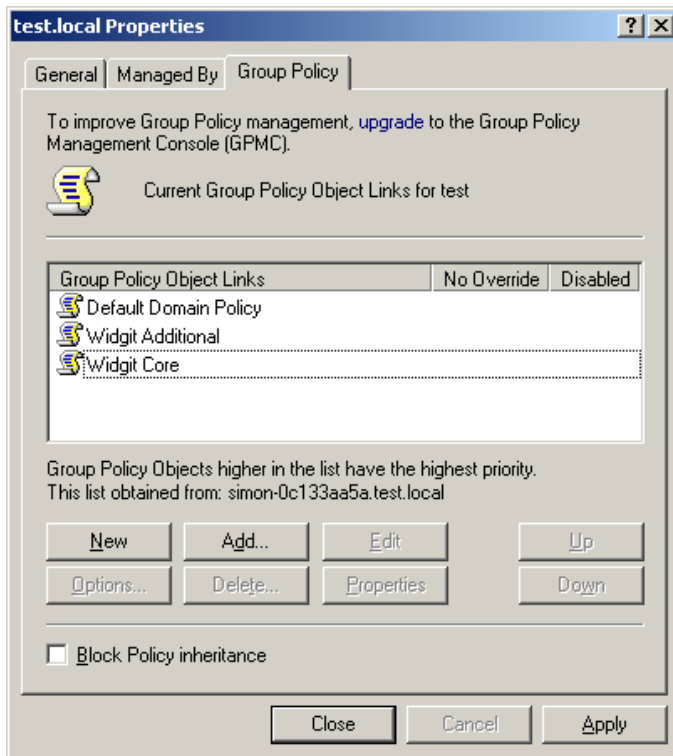 test.local Properties
General Managed By Group Policy
To improve Group Policy management, upgrade to the Group Policy
Management Console (GPMC).
Current Group Policy Object Links for test
Group Policy Object Links No Override Disabled
Default Domain Policy
Widgit Additional
Widgit Core
Group Policy Objects higher in the list have the highest priority.
This list obtained from: simon-0c133aa5a.test.local
New Add... Edit Up
Options... Delete... Properties Down
Block Policy inheritance
Close Cancel Apply